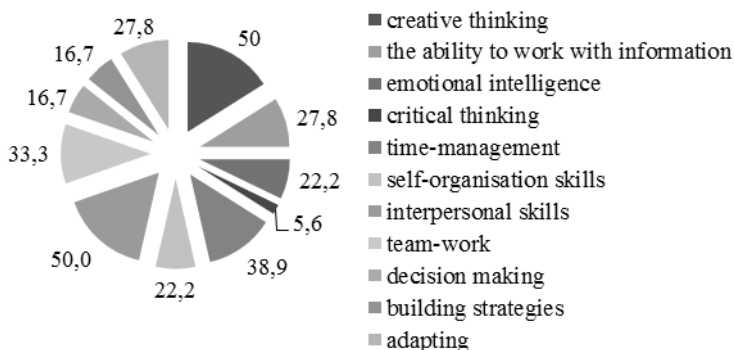 50
27,8
22,2
5,6
38,9
22,2
50,0
33,3
16,7
16,7
27,8
creative thinking
the ability to work with information
emotional intelligence
critical thinking
time-management
self-organisation skills
interpersonal skills
team-work
decision making
building strategies
adapting